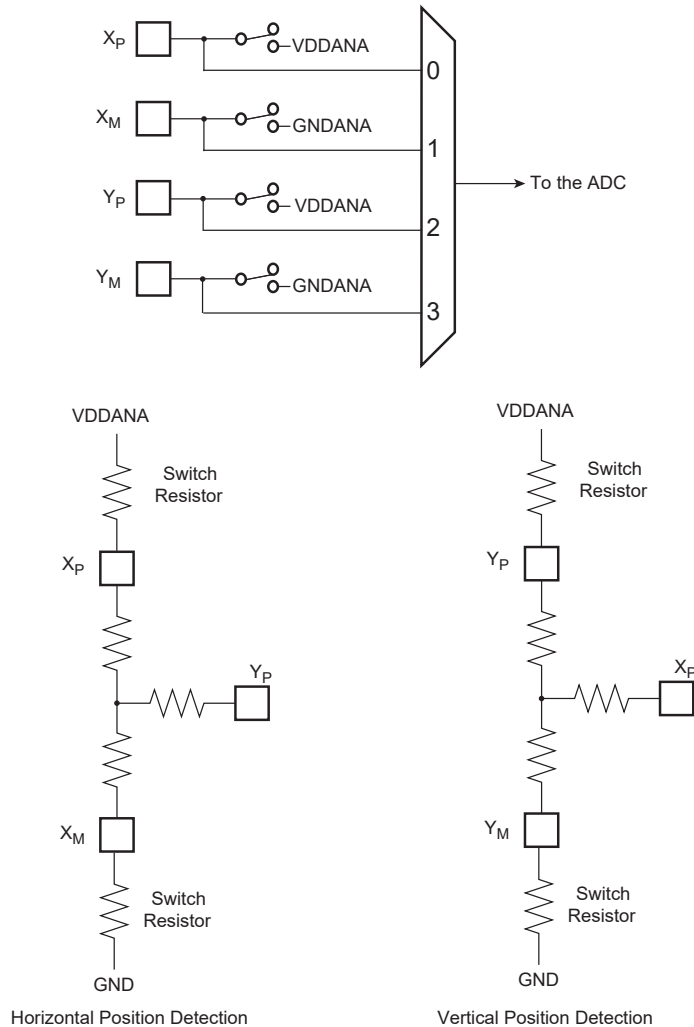 XP
VDDANA
0
XM
GNDANA
1
To the ADC
YP
VDDANA
2
YM
GNDANA
3
VDDANA
Switch
Resistor
XP
YP
XM
Switch
Resistor
GND
Horizontal Position Detection
VDDANA
Switch
Resistor
YP
XP
YM
Switch
Resistor
GND
Vertical Position Detection